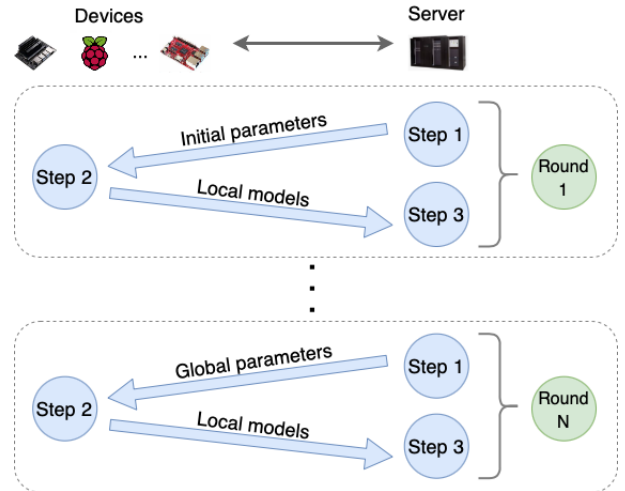 Devices
Server
...
Initial parameters
Step 1
Step 2
Local models
Step 3
Round
1
Global parameters
Step 1
Step 2
Local models
Step 3
Round
N